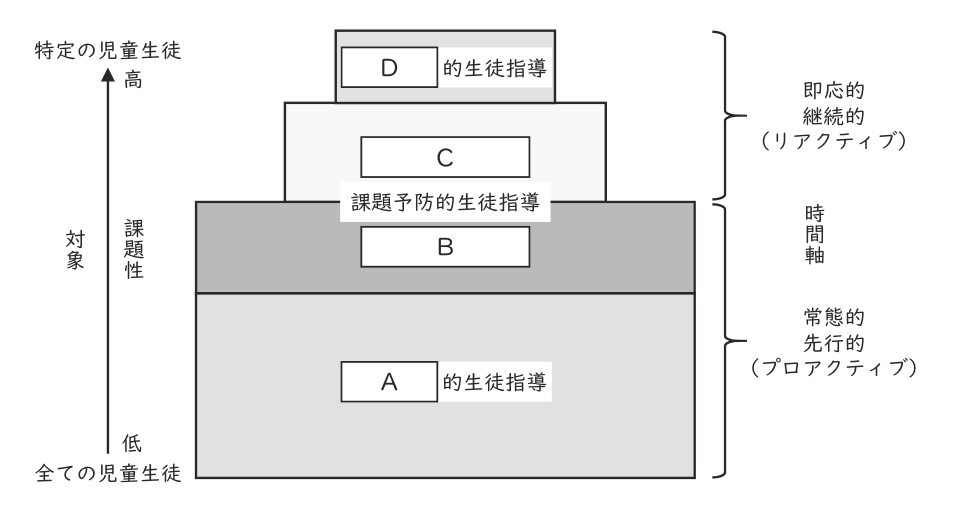 特定の児童生徒
高
D 的生徒指導
C
課題予防的生徒指導
B
A 的生徒指導
対象
課題性
低
全ての児童生徒
即応的
継続的
(リアクティブ)
時間軸
常態的
先行的
(プロアクティブ)